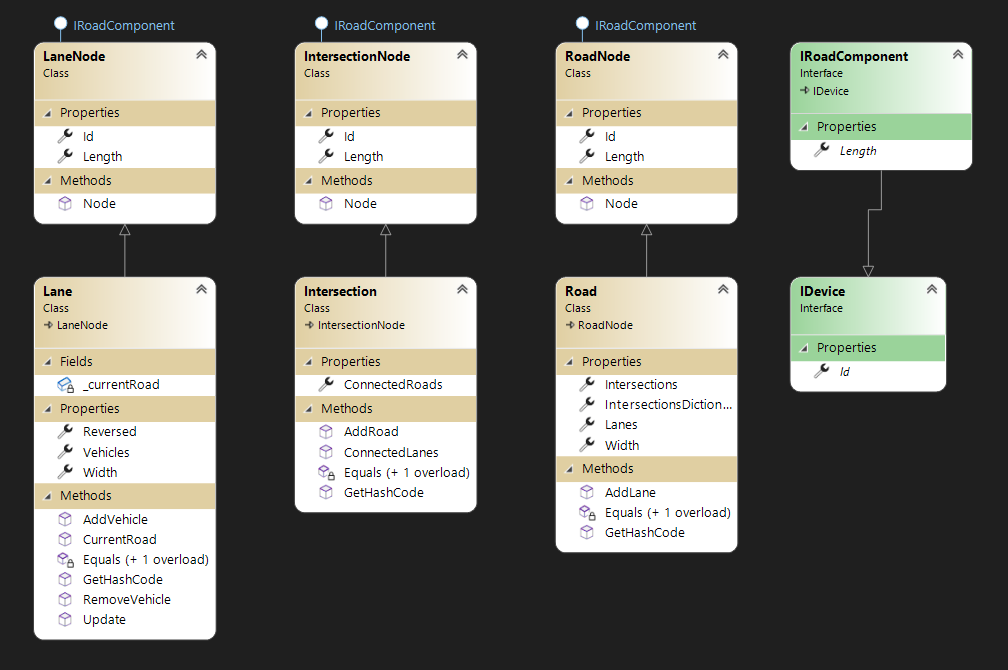 IRoadComponent
LaneNode
Class
Properties
Id
Length
Methods
Node
Lane
Class
LaneNode
Fields
_currentRoad
Properties
Reversed
Vehicles
Width
Methods
AddVehicle
CurrentRoad
Equals (+ 1 overload)
GetHashCode
RemoveVehicle
Update
IRoadComponent
IntersectionNode
Class
Properties
Id
Length
Methods
Node
Intersection
Class
IntersectionNode
Properties
ConnectedRoads
Methods
AddRoad
ConnectedLanes
Equals (+ 1 overload)
GetHashCode
IRoadComponent
RoadNode
Class
Properties
Id
Length
Methods
Node
Road
Class
RoadNode
Properties
Intersections
IntersectionsDiction...
Lanes
Width
Methods
AddLane
Equals (+ 1 overload)
GetHashCode
IRoadComponent
Interface
IDevice
Properties
Length
IDevice
Interface
Properties
Id